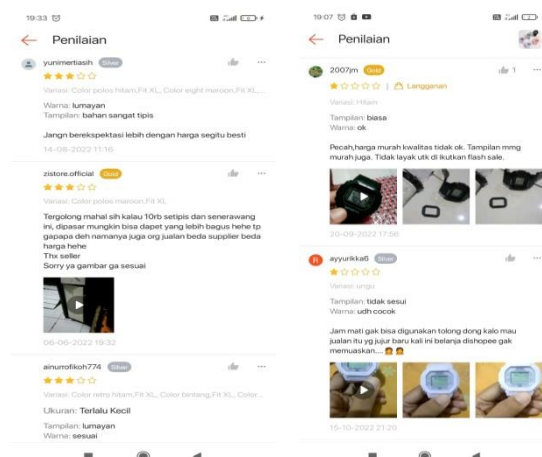 19:33
Penilaian
yunimertiasih Silver
Variasi: Color polos hitam,Fit XL, Color eight maroon,Fit XL,...
Warna: lumayan
Tampilan: bahan sangat tipis
Jangn berekspektasi lebih dengan harga segitu besti
14-08-2022 11:16
zistore.official Gold
Variasi: Color polos maroon,Fit XL
Tergolong mahal sih kalau 10rb setipis dan senerawang
ini, dipasar mungkin bisa dapet yang lebih bagus hehe tp
gapapa deh namanya juga org jualan beda supplier beda
harga hehe
Thx seller
Sorry ya gambar ga sesuai
06-06-2022 19:32
ainurrofikoh774 Silver
Variasi: Color retro hitam,Fit XL, Color bintang,Fit XL, Color...
Ukuran: Terlalu Kecil
Tampilan: lumayan
Warna: sesuai
19:07
Penilaian
2007jm Gold
1
Langganan
Variasi: Hitam
Tampilan: biasa
Warna: ok
Pecah,harga murah kwalitas tidak ok. Tampilan mmg
murah juga. Tidak layak utk di ikutkan flash sale.
20-09-2022 17:56
R
ayyurikka6 Silver
Variasi: ungu
Tampilan: tidak sesui
Warna: udh cocok
Jam mati gak bisa digunakan tolong dong kalo mau
jualan itu yg jujur baru kali ini belanja dishopee gak
memuaskan....
15-10-2022 21:20